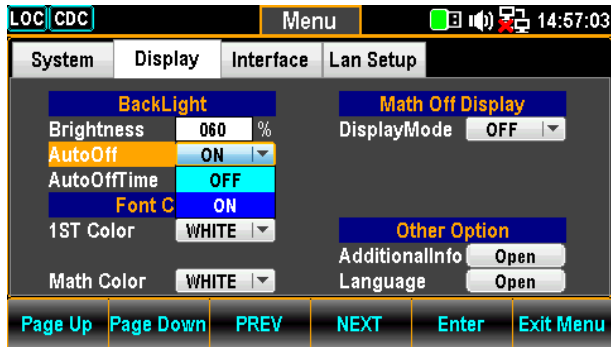 LOC CDC Menu 14:57:03
System Display Interface Lan Setup
BackLight Math Off Display
Brightness 060 % DisplayMode OFF
AutoOff ON
AutoOffTime OFF
Font C ON
1ST Color WHITE Other Option
AdditionalInfo Open
Math Color WHITE Language Open
Page Up Page Down PREV NEXT Enter Exit Menu